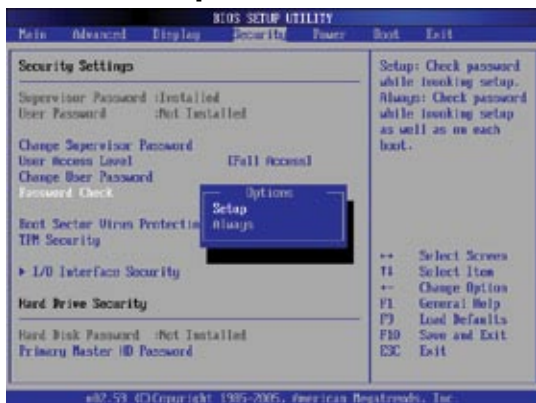 BIOS SETUP UTILITY
Main Advanced Display Security Power Boot Exit
Security Settings
Supervisor Password :Installed
User Password :Not Installed
Change Supervisor Password
User Access Level [Full Access]
Change User Password
Password Check
Boot Sector Virus Protection
TPM Security
I/O Interface Security
Hard Drive Security
Hard Disk Password :Not Installed
Primary Master HD Password
Options
Setup
Always
Setup: Check password
while invoking setup.
Always: Check password
while invoking setup
as well as on each
boot.
↔ Select Screen
↑↓ Select Item
+- Change Option
F1 General Help
F9 Load Defaults
F10 Save and Exit
ESC Exit
v02.59 (C)Copyright 1985-2005, American Megatrends, Inc.